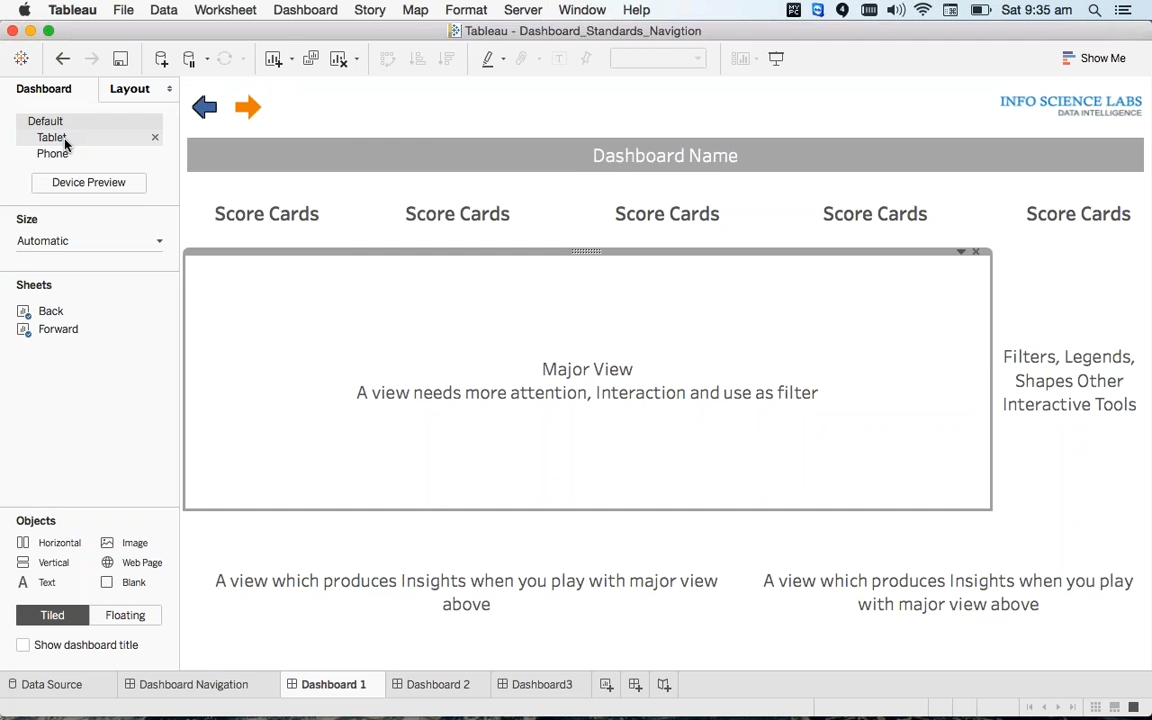 Tableau File Data Worksheet Dashboard Story Map Format Server Window Help Sat 9:35 am
Tableau - Dashboard_Standards_Navigtion
Show Me
Dashboard Layout
Default
Tablet
Phone
Device Preview
Size
Automatic
Sheets
Back
Forward
Objects
Horizontal Image
Vertical Web Page
Text Blank
Tiled Floating
Show dashboard title
INFO SCIENCE LABS
DATA INTELLIGENCE
Dashboard Name
Score Cards Score Cards Score Cards Score Cards Score Cards
Major View
A view needs more attention, Interaction and use as filter
Filters, Legends,
Shapes Other
Interactive Tools
A view which produces Insights when you play with major view
above
A view which produces Insights when you play
with major view above
Data Source Dashboard Navigation Dashboard 1 Dashboard 2 Dashboard3